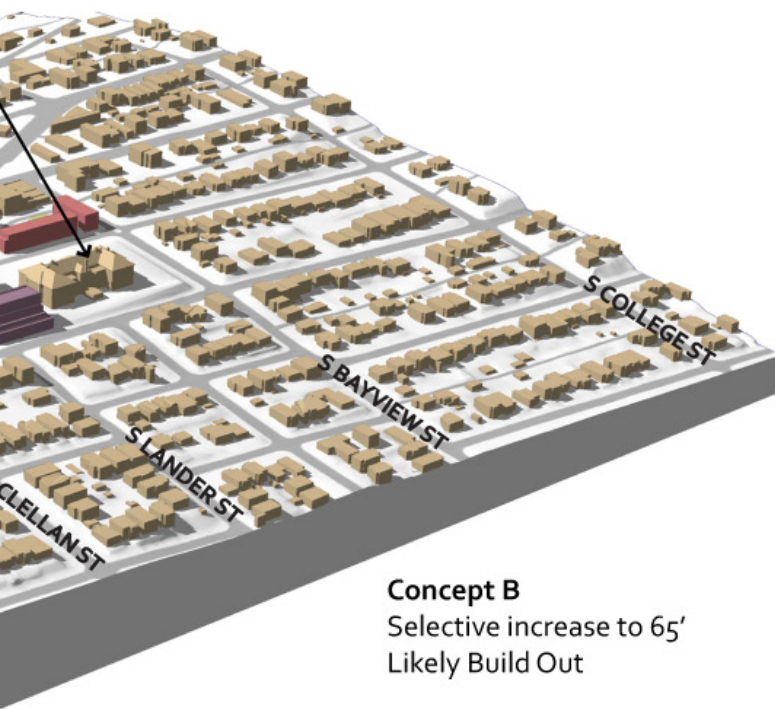 S COLLEGE ST
S BAYVIEW ST
S LANDER ST
CLELLAN ST
Concept B
Selective increase to 65'
Likely Build Out